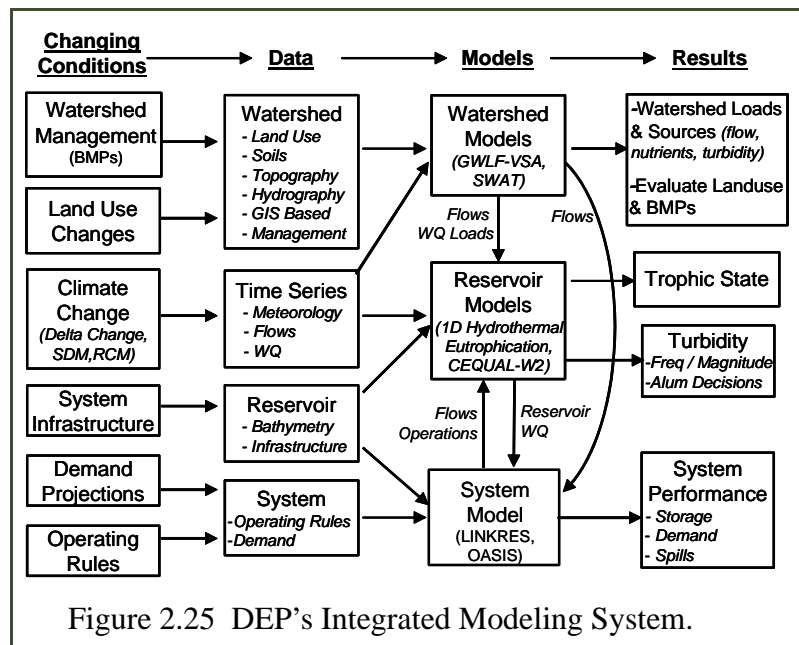 Changing
Conditions
Data
Models
Results
Watershed
Management
(BMPs)
Land Use
Changes
Climate
Change
(Delta Change,
SDM,RCM)
System
Infrastructure
Demand
Projections
Operating
Rules
Watershed
- Land Use
- Soils
- Topography
- Hydrography
- GIS Based
- Management
Time Series
- Meteorology
- Flows
- WQ
Reservoir
- Bathymetry
- Infrastructure
System
-Operating Rules
-Demand
Watershed
Models
(GWLF-VSA,
SWAT)
Flows
WQ Loads
Flows
Reservoir
Models
(1D Hydrothermal
Eutrophication,
CEQUAL-W2)
Flows
Operations
Reservoir
WQ
System
Model
(LINKRES,
OASIS)
-Watershed Loads
& Sources (flow,
nutrients, turbidity)
-Evaluate Landuse
& BMPs
Trophic State
Turbidity
-Freq / Magnitude
-Alum Decisions
System
Performance
- Storage
- Demand
- Spills
Figure 2.25 DEP's Integrated Modeling System.